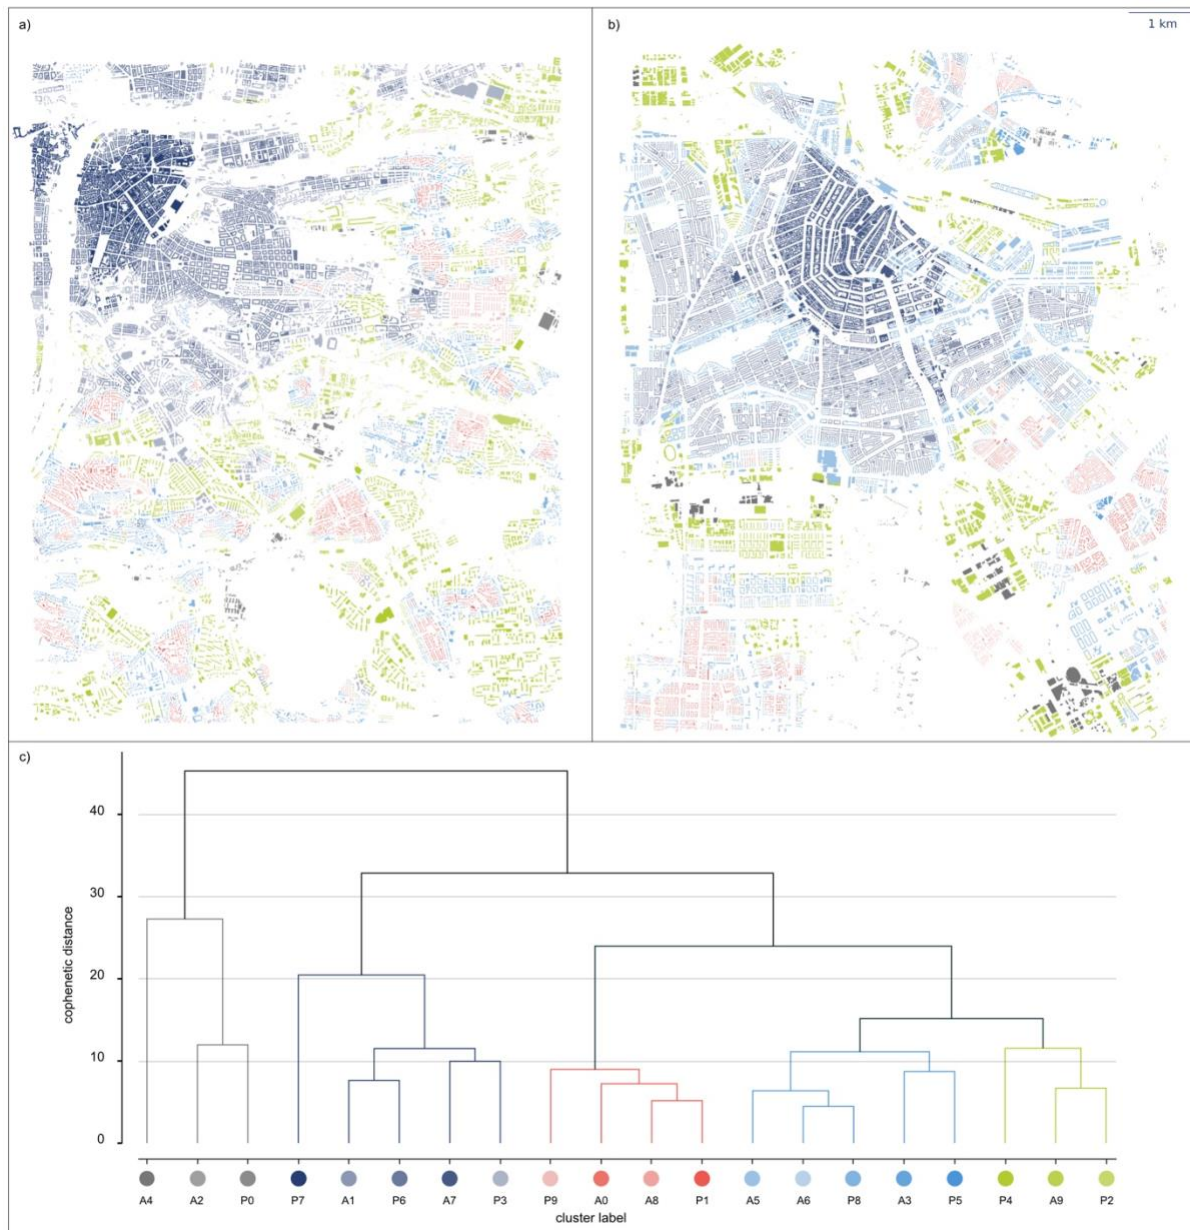 a)
b)
1 km
c)
40
30
20
10
0
cophenetic distance
A4 A2 P0 P7 A1 P6 A7 P3 P9 A0 A8 P1 A5 A6 P8 A3 P5 P4 A9 P2
cluster label